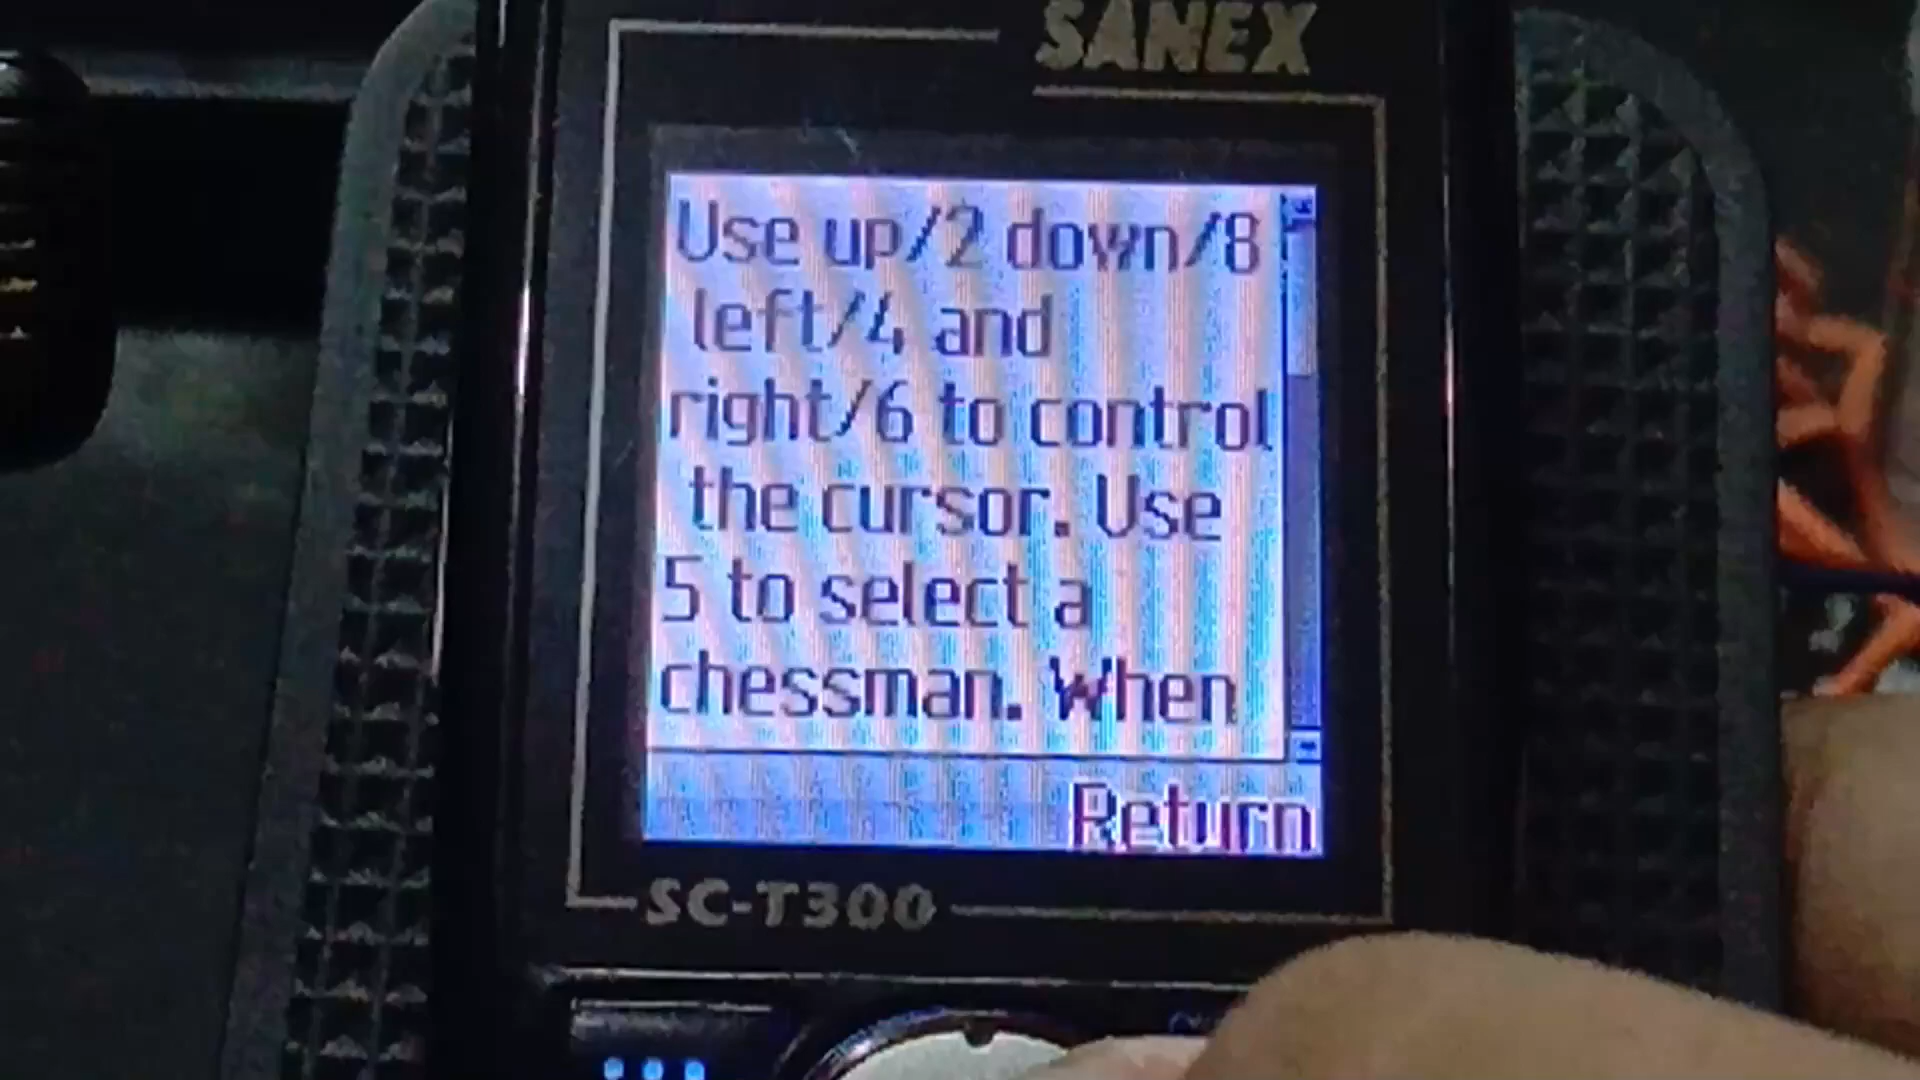 SANEX
Use up/2 down/8
left/4 and
right/6 to control
the cursor. Use
5 to select a
chessman. When
Return
SC-T300